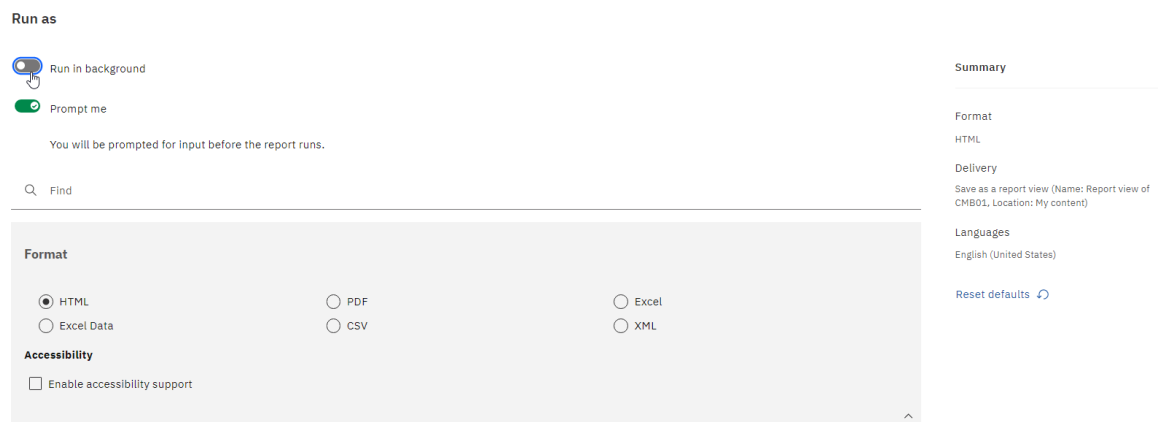 Run as
Run in background
Prompt me
You will be prompted for input before the report runs.
Find
Format
HTML
PDF
Excel
Excel Data
CSV
XML
Accessibility
Enable accessibility support
Summary
Format
HTML
Delivery
Save as a report view (Name: Report view of
CMB01, Location: My content)
Languages
English (United States)
Reset defaults